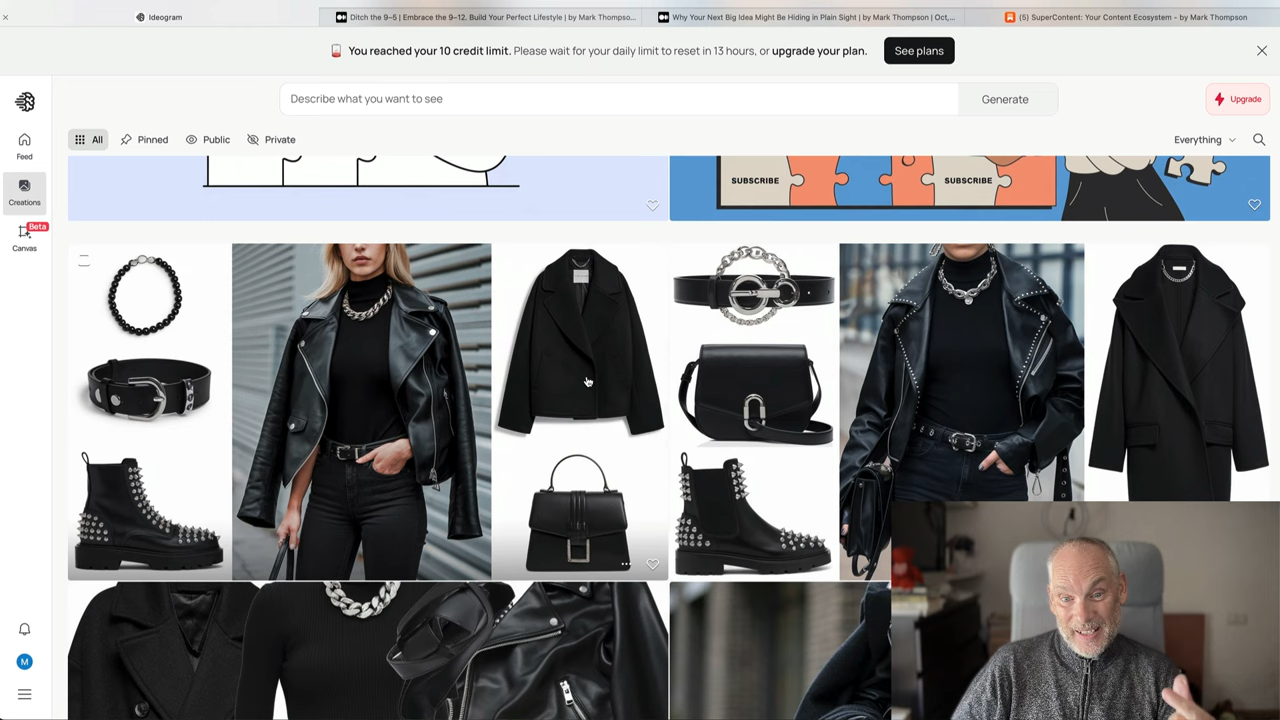 Ideogram
Ditch the 9–5 | Embrace the 9–12. Build Your Perfect Lifestyle | by Mark Thompso...
Why Your Next Big Idea Might Be Hiding in Plain Sight | by Mark Thompson | Oct,...
(5) SuperContent: Your Content Ecosystem - by Mark Thompson
You reached your 10 credit limit. Please wait for your daily limit to reset in 13 hours, or upgrade your plan.
See plans
Describe what you want to see
Generate
Upgrade
All
Pinned
Public
Private
Everything
Feed
Creations
Beta
Canvas
SUBSCRIBE
SUBSCRIBE
M